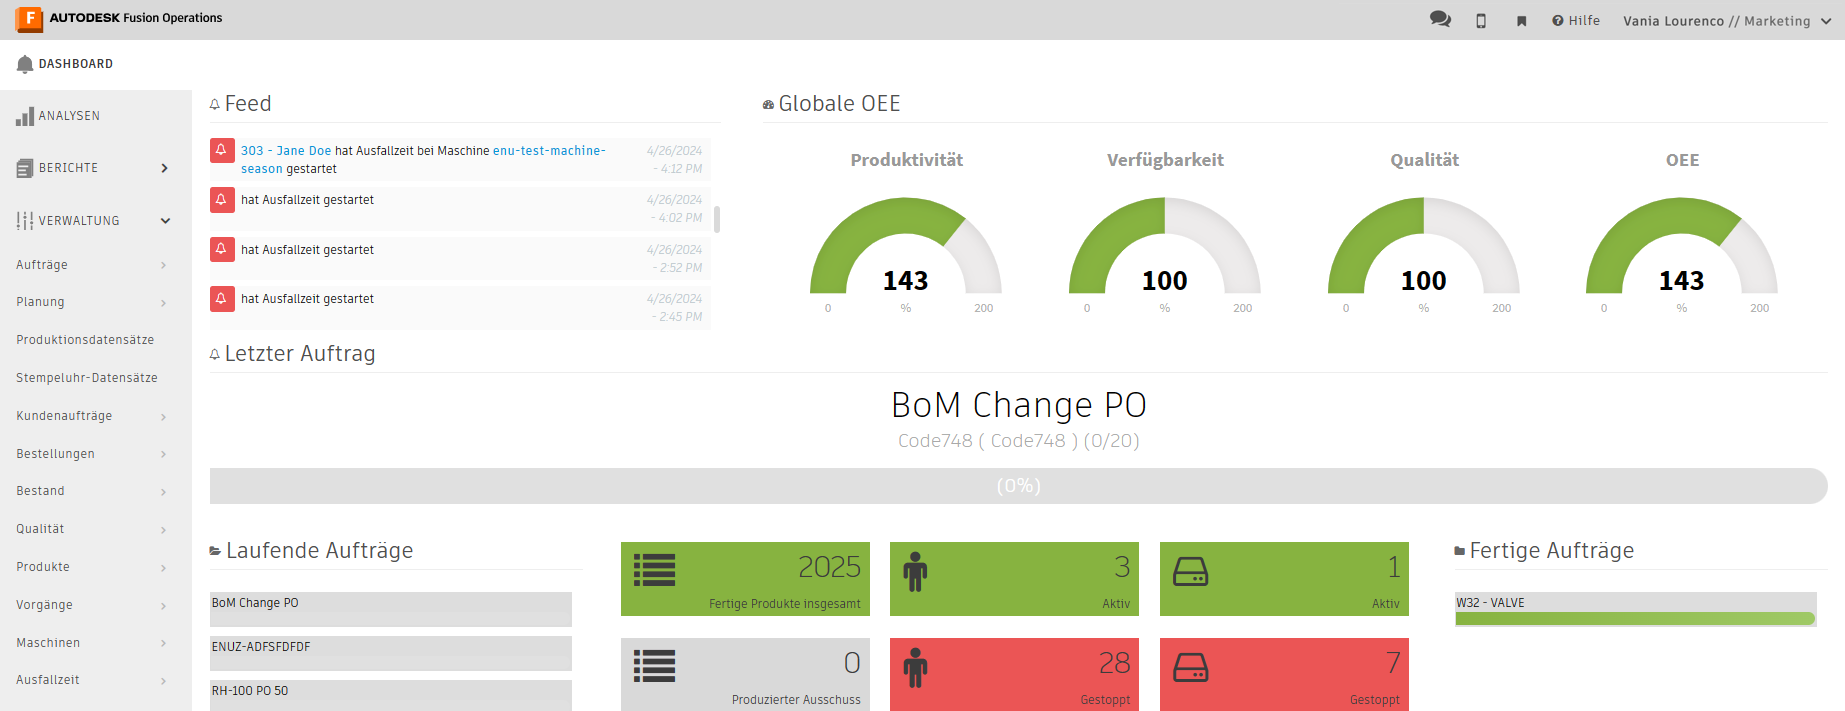 AUTODESK Fusion Operations
Hilfe
Vania Lourenco // Marketing
DASHBOARD
ANALYSEN
BERICHTE
VERWALTUNG
Aufträge
Planung
Produktionsdatensätze
Stempeluhr-Datensätze
Kundenaufträge
Bestellungen
Bestand
Qualität
Produkte
Vorgänge
Maschinen
Ausfallzeit
Feed
303 - Jane Doe hat Ausfallzeit bei Maschine enu-test-machine-
season gestartet
4/26/2024
- 4:12 PM
hat Ausfallzeit gestartet
4/26/2024
- 4:02 PM
hat Ausfallzeit gestartet
4/26/2024
- 2:52 PM
hat Ausfallzeit gestartet
4/26/2024
- 2:45 PM
Globale OEE
Produktivität
143
0 % 200
Verfügbarkeit
100
0 % 200
Qualität
100
0 % 200
OEE
143
0 % 200
Letzter Auftrag
BoM Change PO
Code748 ( Code748 ) (0/20)
(0%)
Laufende Aufträge
BoM Change PO
ENUZ-ADFSFDFDF
RH-100 PO 50
2025
Fertige Produkte insgesamt
3
Aktiv
1
Aktiv
0
Produzierter Ausschuss
28
Gestoppt
7
Gestoppt
Fertige Aufträge
W32 - VALVE